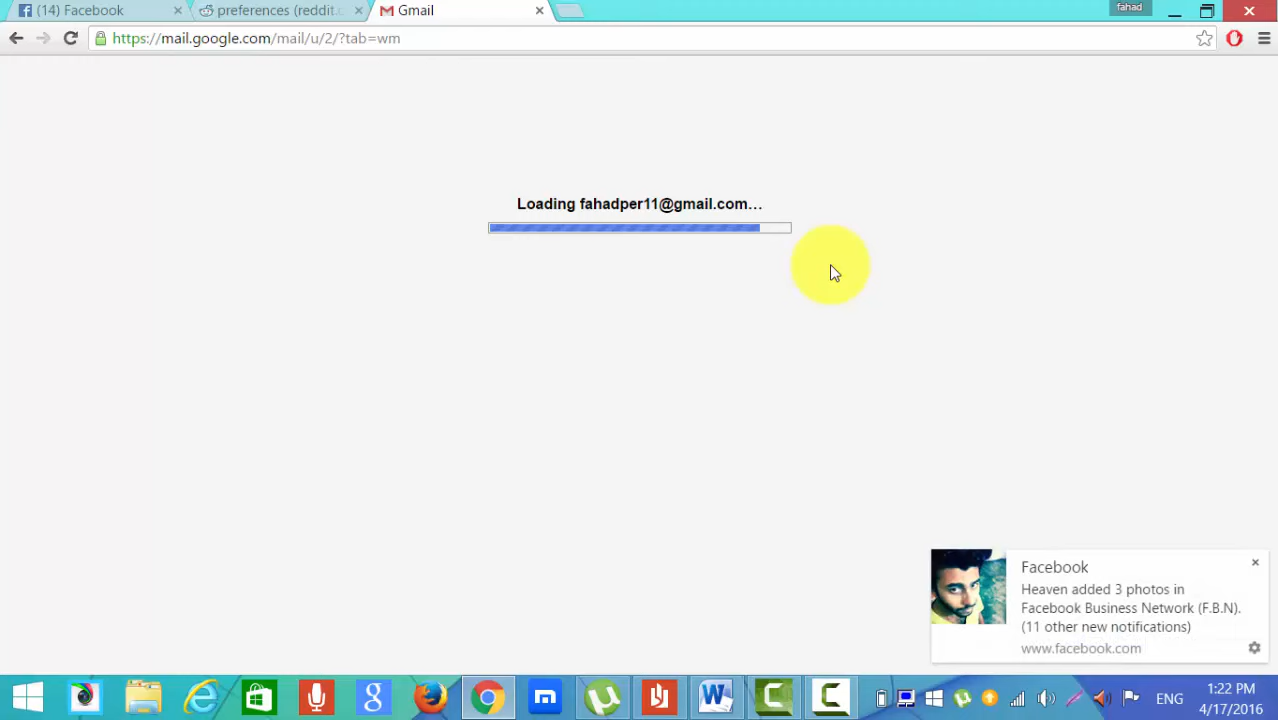 (14) Facebook
preferences (reddit.c
Gmail
fahad
https://mail.google.com/mail/u/2/?tab=wm
Loading fahadper11@gmail.com…
Facebook
Heaven added 3 photos in
Facebook Business Network (F.B.N).
(11 other new notifications)
www.facebook.com
ENG
1:22 PM
4/17/2016